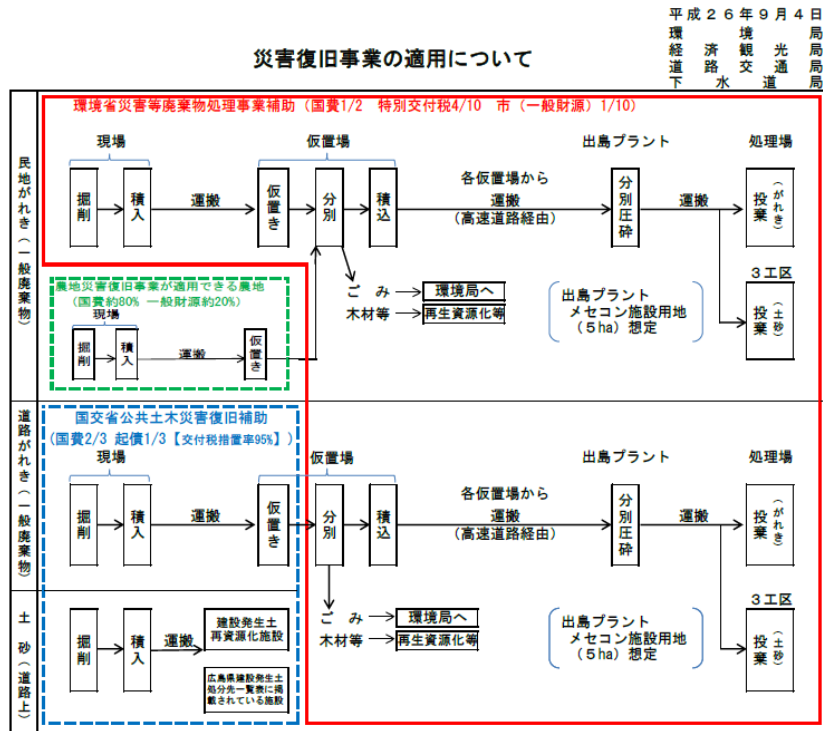 平成26年9月4日
環境局
経済観光局
道路交通局
下水道局
災害復旧事業の適用について
民地がれき(一般廃棄物)
環境省災害等廃棄物処理事業補助(国費1/2 特別交付税4/10 市(一般財源)1/10)
現場
仮置場
出島プラント
処理場
掘削
積入
運搬
仮置き
分別
積込
各仮置場から
運搬
(高速道路経由)
分別圧砕
運搬
投棄(がれき)
ごみ
環境局へ
木材等
再生資源化等
出島プラント
メセコン施設用地
(5ha)想定
3工区
投棄(土砂)
農地災害復旧事業が適用できる農地
(国費約80% 一般財源約20%)
現場
掘削
積入
運搬
仮置き
道路がれき(一般廃棄物)
国交省公共土木災害復旧補助
(国費2/3 起債1/3【交付税措置率95%】)
現場
仮置場
出島プラント
処理場
掘削
積入
運搬
仮置き
分別
積込
各仮置場から
運搬
(高速道路経由)
分別圧砕
運搬
投棄(がれき)
土砂(道路上)
掘削
積入
運搬
建設発生土
再資源化施設
広島県建設発生土
処分先一覧表に掲
載されている施設
ごみ
環境局へ
木材等
再生資源化等
出島プラント
メセコン施設用地
(5ha)想定
3工区
投棄(土砂)